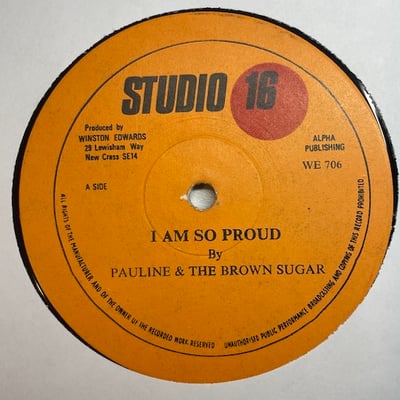 STUDIO 16
Produced by
WINSTON EDWARDS
29 Lewisham Way
New Cross SE14
ALPHA
PUBLISHING
WE 706
A SIDE
I AM SO PROUD
By
PAULINE & THE BROWN SUGAR
ALL RIGHTS OF THE MANUFACTURER AND OF THE OWNER OF THE RECORDED WORK RESERVED
UNAUTHORISED PUBLIC PERFORMANCE, BROADCASTING AND COPYING OF THIS RECORD PROHIBITED